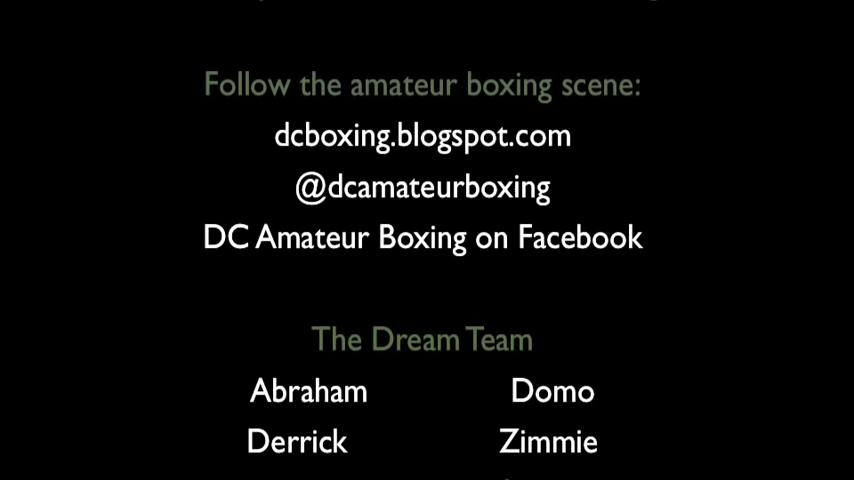 Follow the amateur boxing scene:
dcboxing.blogspot.com
@dcamateurboxing
DC Amateur Boxing on Facebook
The Dream Team
Abraham Domo
Derrick Zimmie